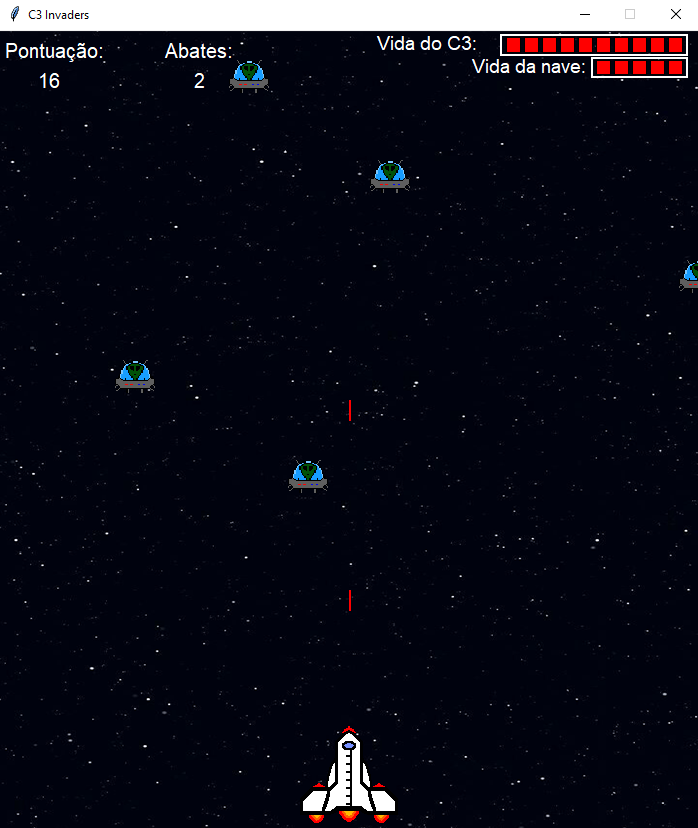 C3 Invaders
Pontuação:
16
Abates:
2
Vida do C3:
Vida da nave: